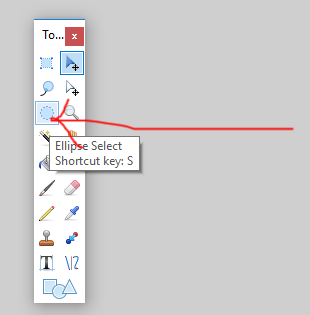 To... x
Ellipse Select
Shortcut key: S
T